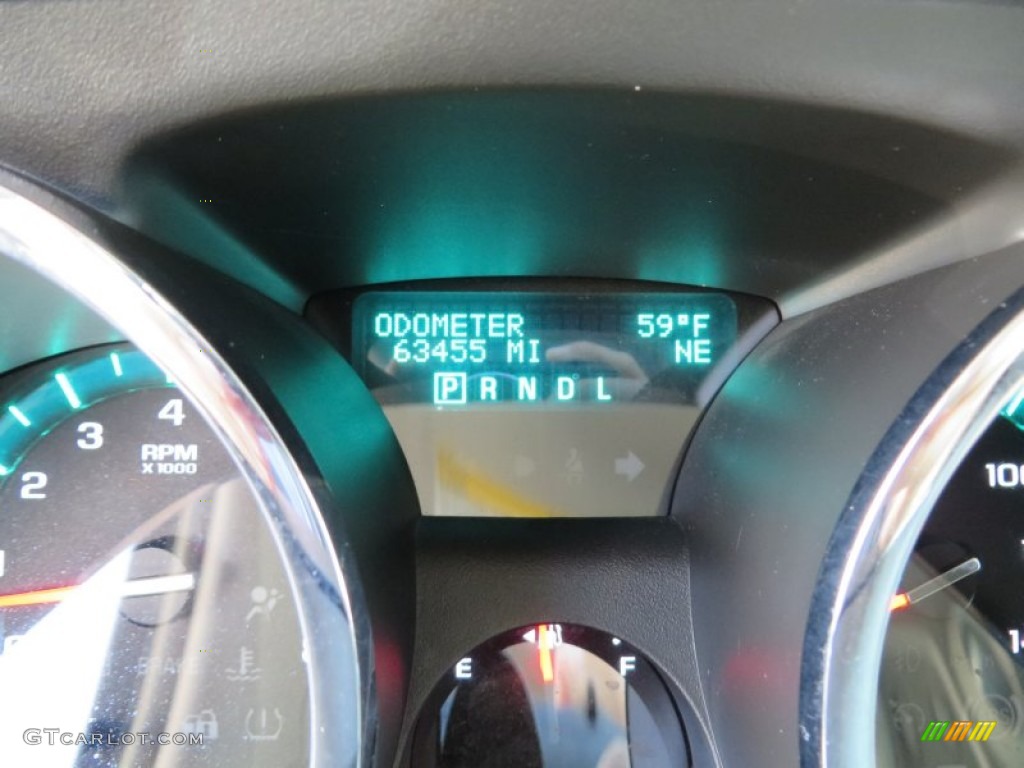 ODOMETER 59°F
63455 MI NE
P R N D L
4
3
2
RPM
X1000
E F
GTCARLOT.COM